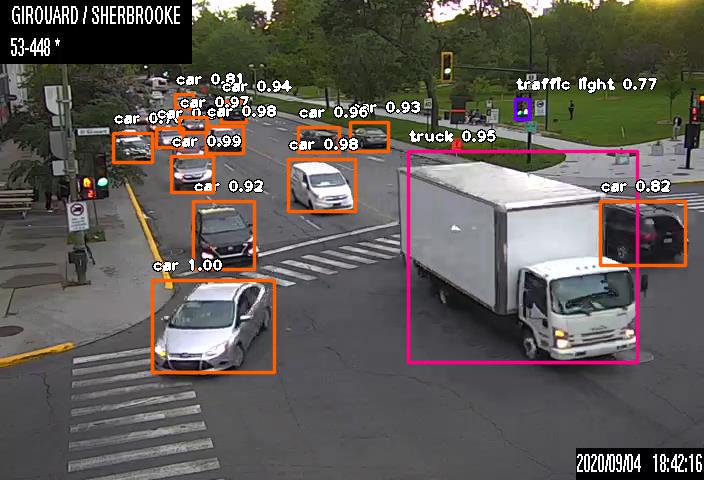 GIROUARD / SHERBROOKE
53-448 *
car 0.81
car 0.94
car 0.97
car 0.98
car 0.96
car 0.93
traffic light 0.77
truck 0.95
car 0.99
car 0.98
car 0.92
car 0.82
car 1.00
2020/09/04 18:42:16